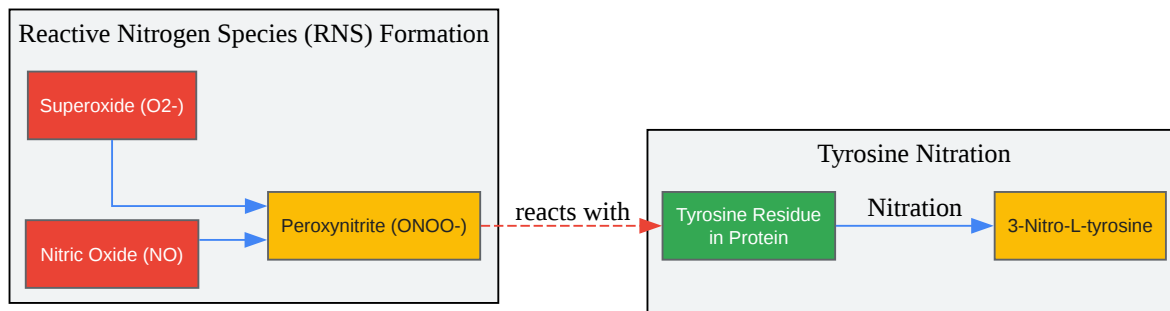 Reactive Nitrogen Species (RNS) Formation
Superoxide (O2-)
Nitric Oxide (NO)
Peroxynitrite (ONOO-)
reacts with
Tyrosine Nitration
Tyrosine Residue
in Protein
Nitration
3-Nitro-L-tyrosine